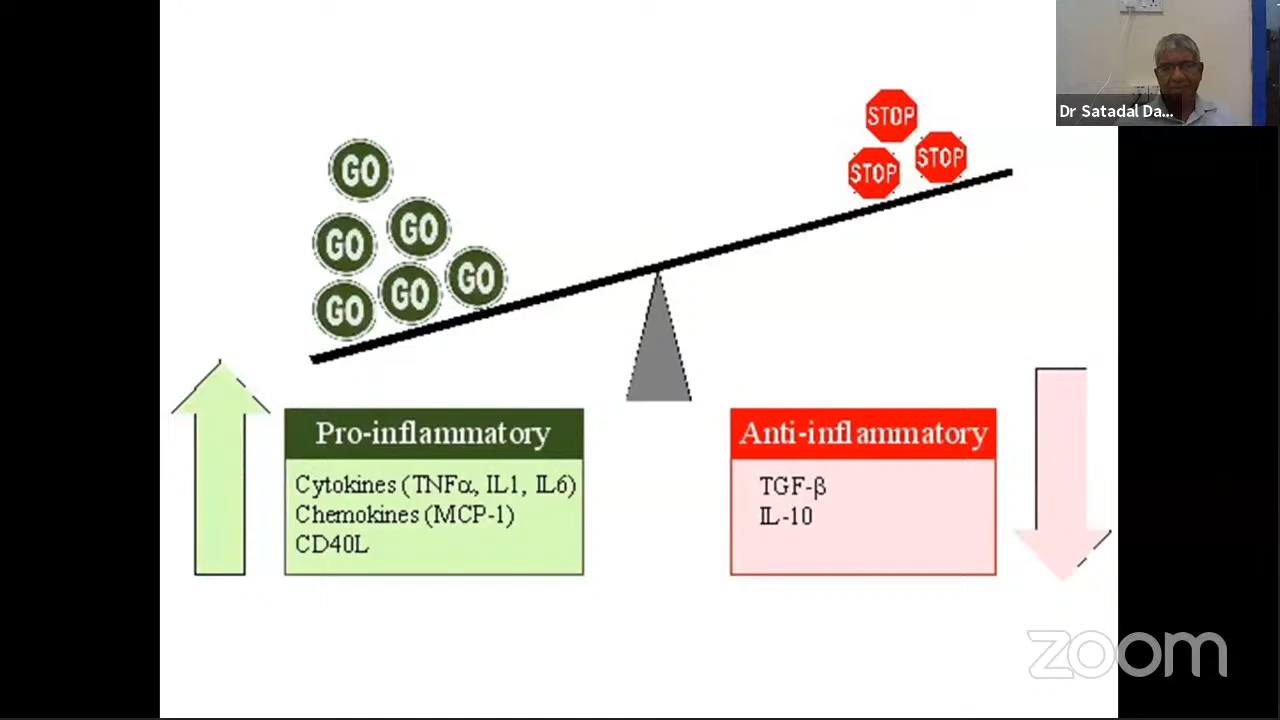 Dr Satadal Da...
STOP
STOP
STOP
GO
GO
GO
GO
GO
GO
Pro-inflammatory
Cytokines (TNFα, IL1, IL6)
Chemokines (MCP-1)
CD40L
Anti-inflammatory
TGF-β
IL-10
zoom